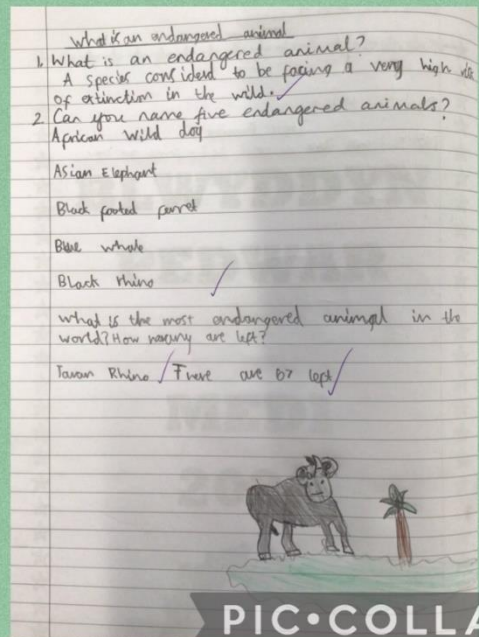 What is an endangered animal
1. What is an endangered animal?
A species considerd to be facing a very high
of extinction in the wild.
2 Can you name five endangered animals?
African wild dog
Asian Elephant
Black footed ferret
Blue whale
Black rhino
what is the most endangered animal in the
world? How many are left?
Javan Rhino There are 67 left
PIC•COLLA